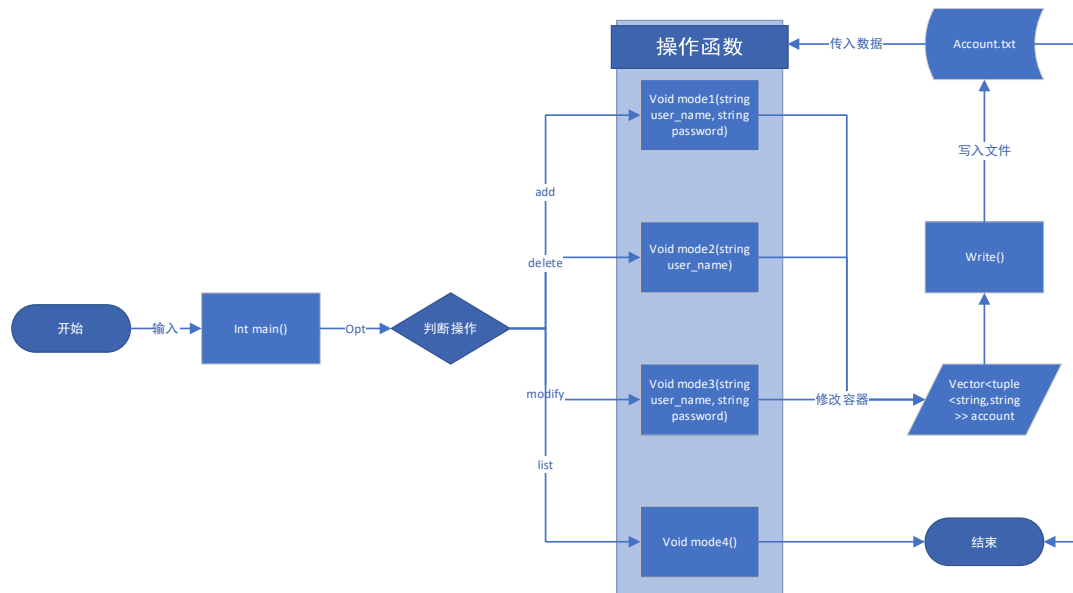 操作函数
传入数据
Account.txt
Void mode1(string
user_name, string
password)
写入文件
add
Void mode2(string
user_name)
Write()
delete
开始
输入
Int main()
Opt
判断操作
modify
Void mode3(string
user_name, string
password)
修改容器
Vector<tuple
<string,string
>> account
list
Void mode4()
结束